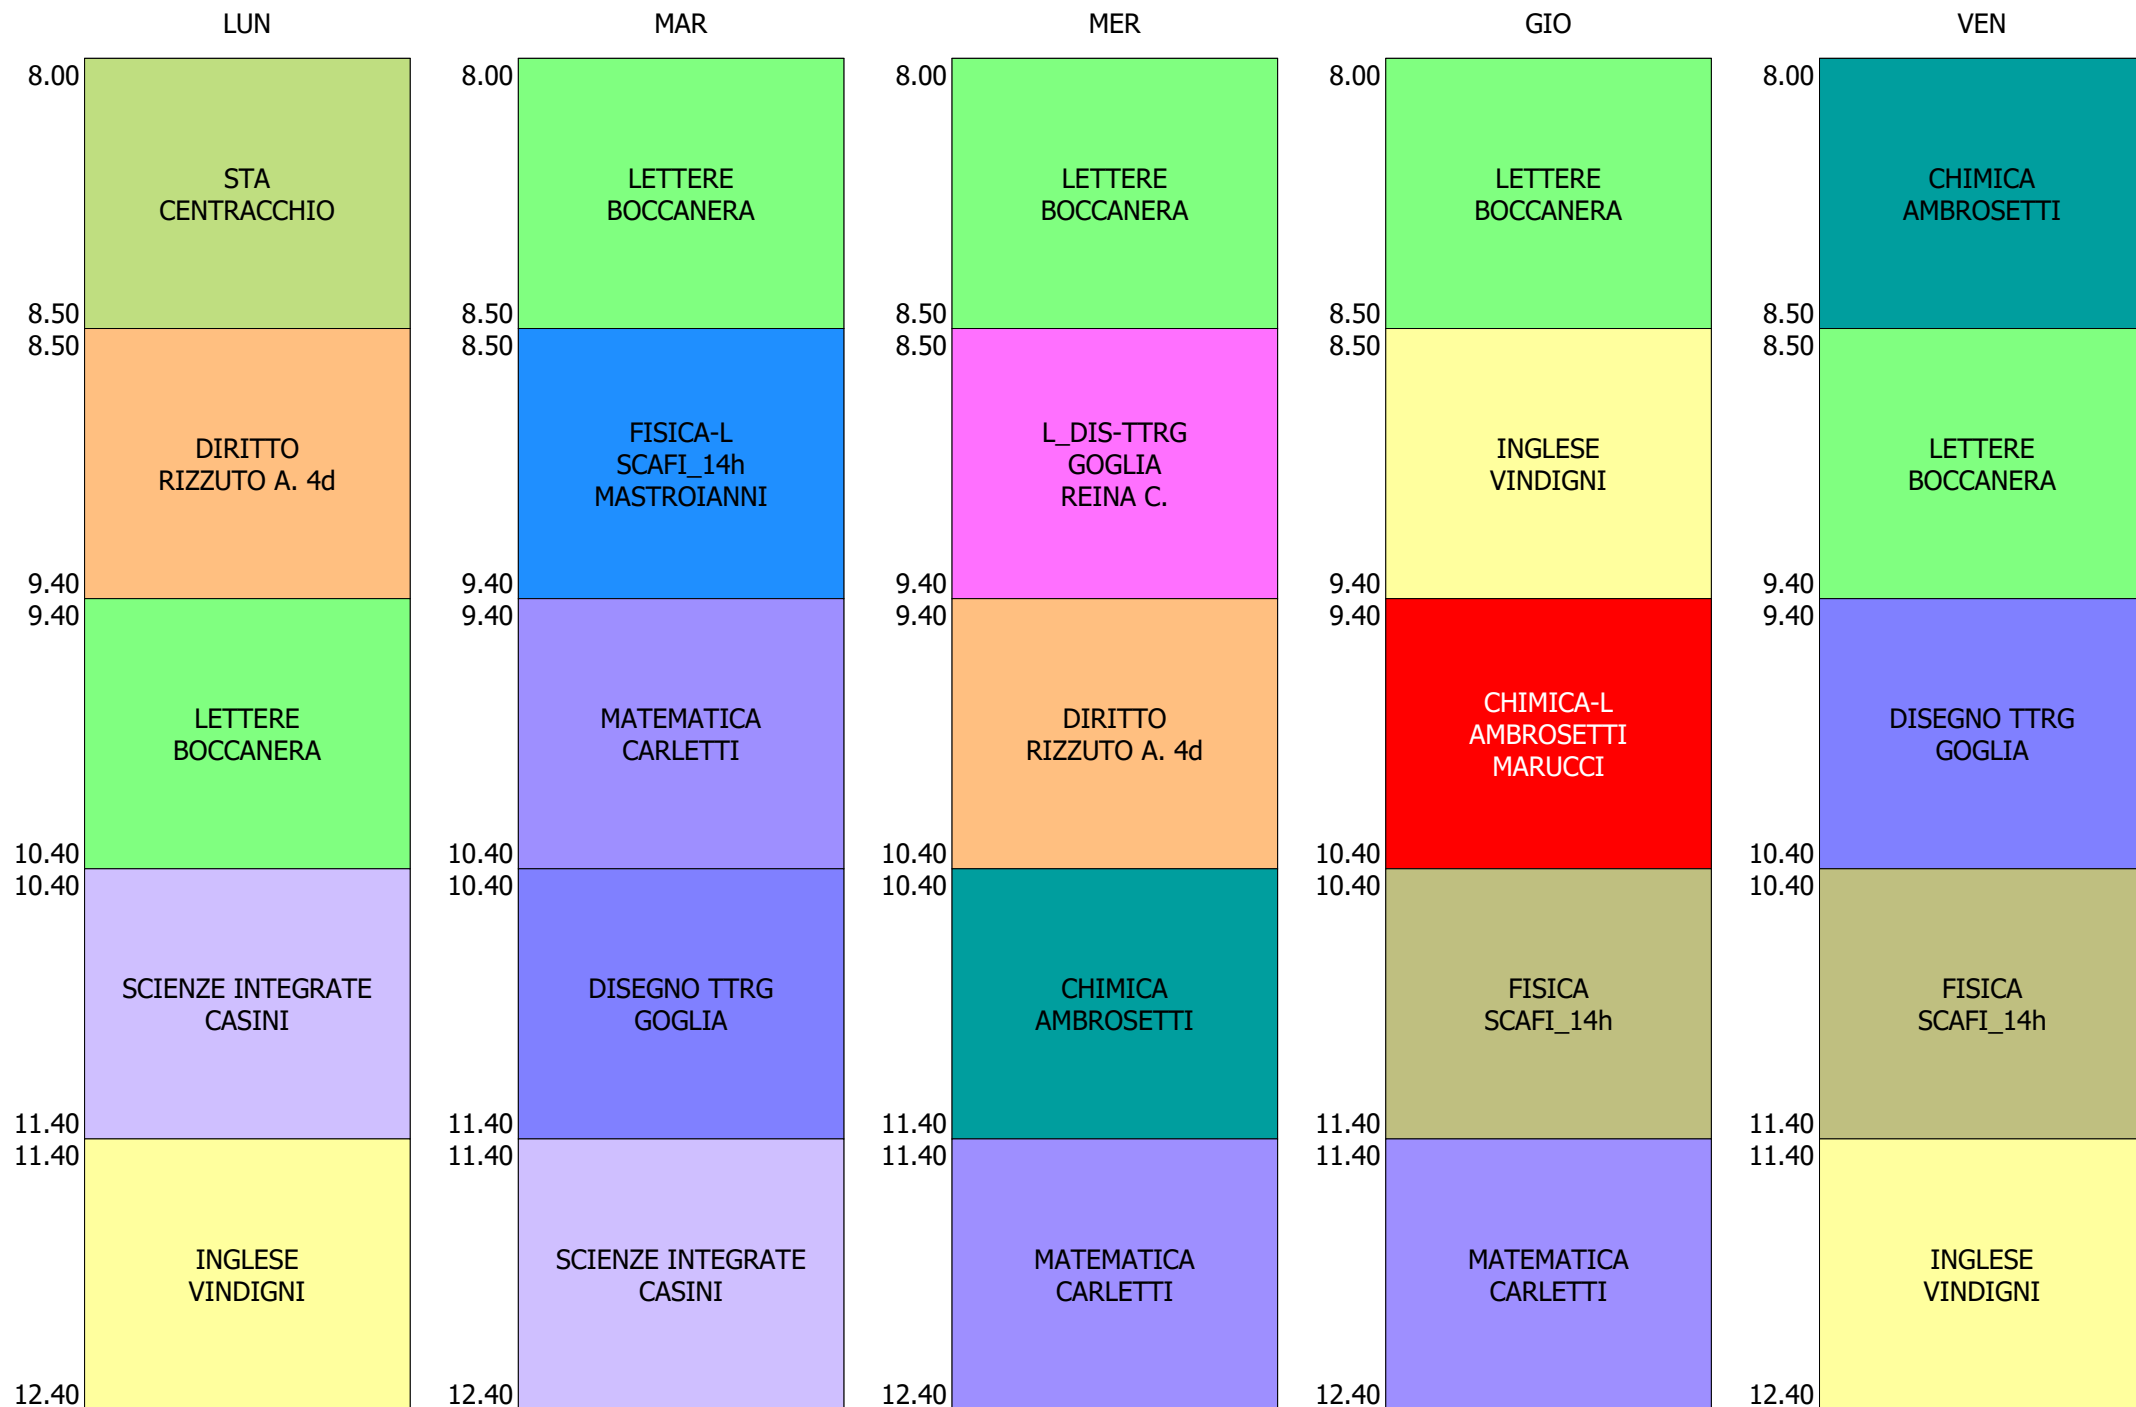 LUN
MAR
MER
GIO
VEN
8.00
STA
CENTRACCHIO
8.50
8.00
LETTERE
BOCCANERA
8.50
8.00
LETTERE
BOCCANERA
8.50
8.00
LETTERE
BOCCANERA
8.50
8.00
CHIMICA
AMBROSETTI
8.50
8.50
DIRITTO
RIZZUTO A. 4d
9.40
8.50
FISICA-L
SCAFI_14h
MASTROIANNI
9.40
8.50
L_DIS-TTRG
GOGLIA
REINA C.
9.40
8.50
INGLESE
VINDIGNI
9.40
8.50
LETTERE
BOCCANERA
9.40
9.40
LETTERE
BOCCANERA
10.40
9.40
MATEMATICA
CARLETTI
10.40
9.40
DIRITTO
RIZZUTO A. 4d
10.40
9.40
CHIMICA-L
AMBROSETTI
MARUCCI
10.40
9.40
DISEGNO TTRG
GOGLIA
10.40
10.40
SCIENZE INTEGRATE
CASINI
11.40
10.40
DISEGNO TTRG
GOGLIA
11.40
10.40
CHIMICA
AMBROSETTI
11.40
10.40
FISICA
SCAFI_14h
11.40
10.40
FISICA
SCAFI_14h
11.40
11.40
INGLESE
VINDIGNI
12.40
11.40
SCIENZE INTEGRATE
CASINI
12.40
11.40
MATEMATICA
CARLETTI
12.40
11.40
MATEMATICA
CARLETTI
12.40
11.40
INGLESE
VINDIGNI
12.40